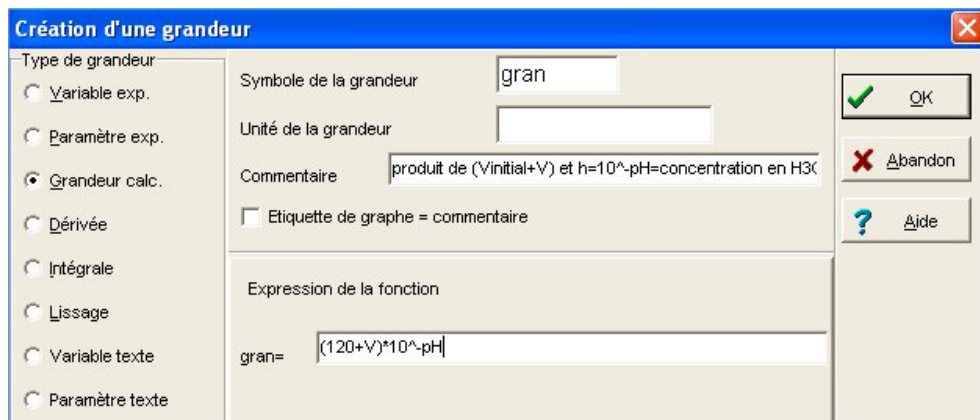 Création d'une grandeur
Type de grandeur
Variable exp.
Paramètre exp.
Grandeur calc.
Dérivée
Intégrale
Lissage
Variable texte
Paramètre texte
Symbole de la grandeur
gran
Unité de la grandeur
Commentaire
produit de (Vinitial+V) et h=10^-pH=concentration en H3O
Etiquette de graphe = commentaire
Expression de la fonction
gran=
(120+V)*10^-pH
OK
Abandon
Aide